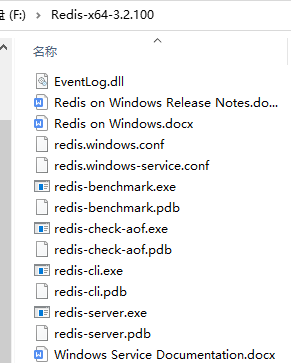 盘 (F:) › Redis-x64-3.2.100
名称
EventLog.dll
Redis on Windows Release Notes.do...
Redis on Windows.docx
redis.windows.conf
redis.windows-service.conf
redis-benchmark.exe
redis-benchmark.pdb
redis-check-aof.exe
redis-check-aof.pdb
redis-cli.exe
redis-cli.pdb
redis-server.exe
redis-server.pdb
Windows Service Documentation.docx